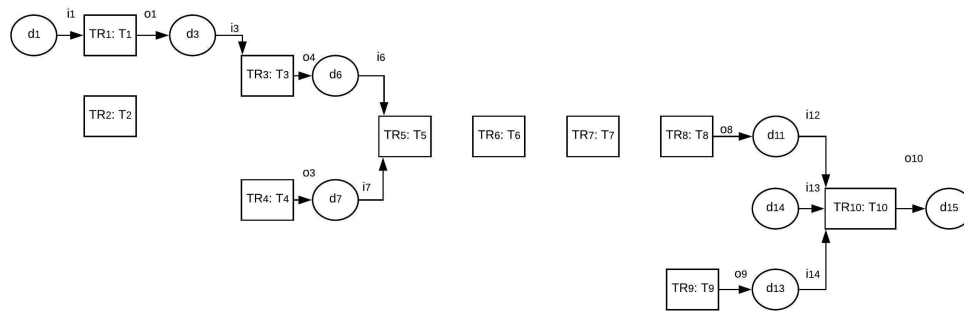 i1
o1
d1
TR1: T1
d3
i3
TR3: T3
o4
d6
i6
TR2: T2
TR5: T5
TR6: T6
TR7: T7
TR8: T8
o8
d11
i12
o10
TR4: T4
o3
d7
i7
d14
i13
TR10: T10
d15
TR9: T9
o9
d13
i14